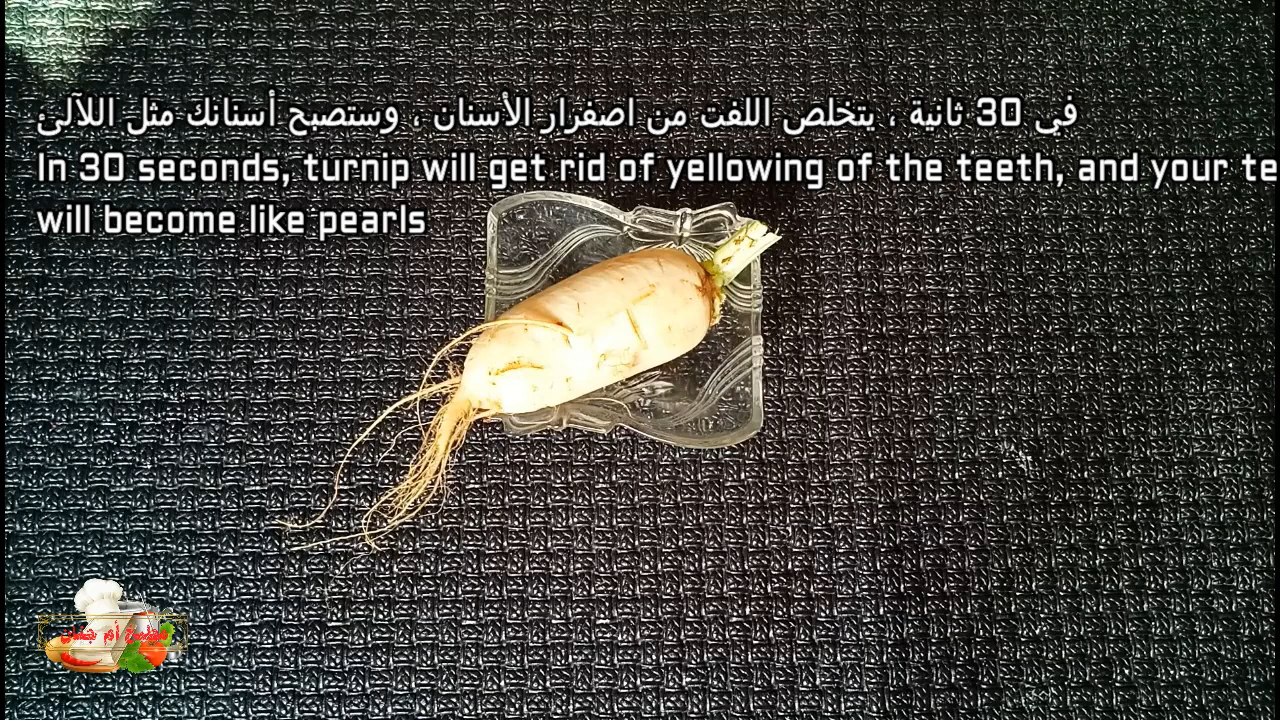 في 30 ثانية ، يتخلص اللفت من اصفرار الأسنان ، وستصبح أسنانك مثل اللآلئ
In 30 seconds, turnip will get rid of yellowing of the teeth, and your te
will become like pearls